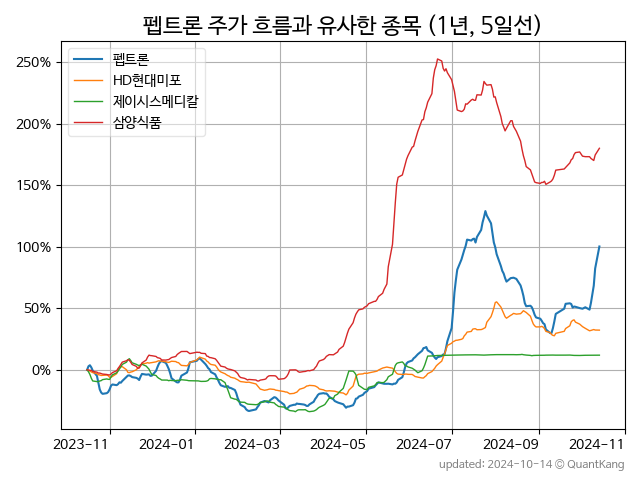 펩트론 주가 흐름과 유사한 종목 (1년, 5일선)
펩트론
HD현대미포
제이시스메디칼
삼양식품
250%
200%
150%
100%
50%
0%
2023-11 2024-01 2024-03 2024-05 2024-07 2024-09 2024-11
updated: 2024-10-14 © QuantKang